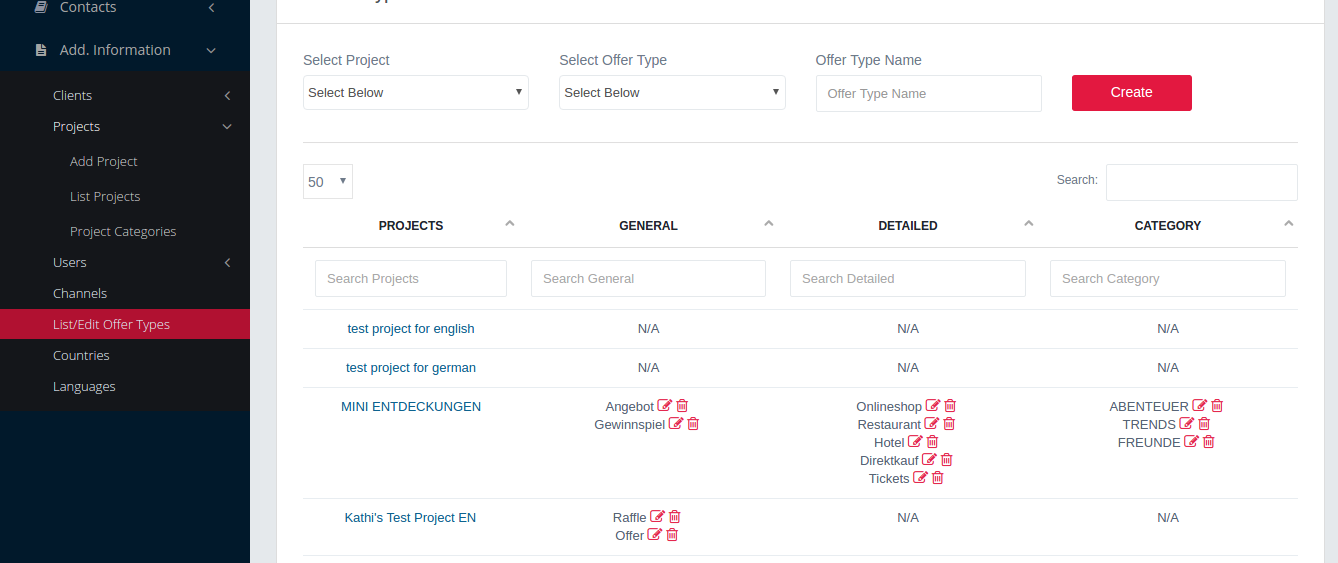 Contacts
Add. Information
Clients
Projects
Add Project
List Projects
Project Categories
Users
Channels
List/Edit Offer Types
Countries
Languages
Select Project
Select Offer Type
Offer Type Name
Select Below
Select Below
Offer Type Name
Create
50
Search:
PROJECTS
GENERAL
DETAILED
CATEGORY
Search Projects
Search General
Search Detailed
Search Category
test project for english
N/A
N/A
N/A
test project for german
N/A
N/A
N/A
MINI ENTDECKUNGEN
Angebot
Gewinnspiel
Onlineshop
Restaurant
Hotel
Direktkauf
Tickets
ABENTEUER
TRENDS
FREUNDE
Kathi's Test Project EN
Raffle
Offer
N/A
N/A